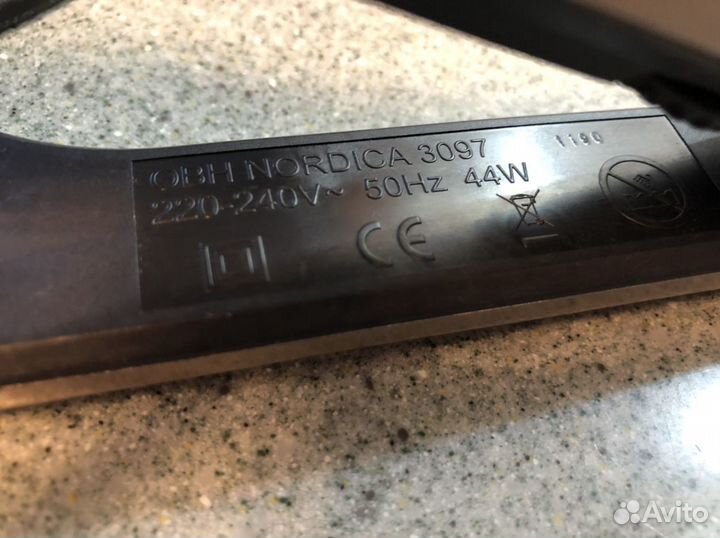 OBH NORDICA 3097
1190
220-240V~ 50Hz 44W
CE
Avito